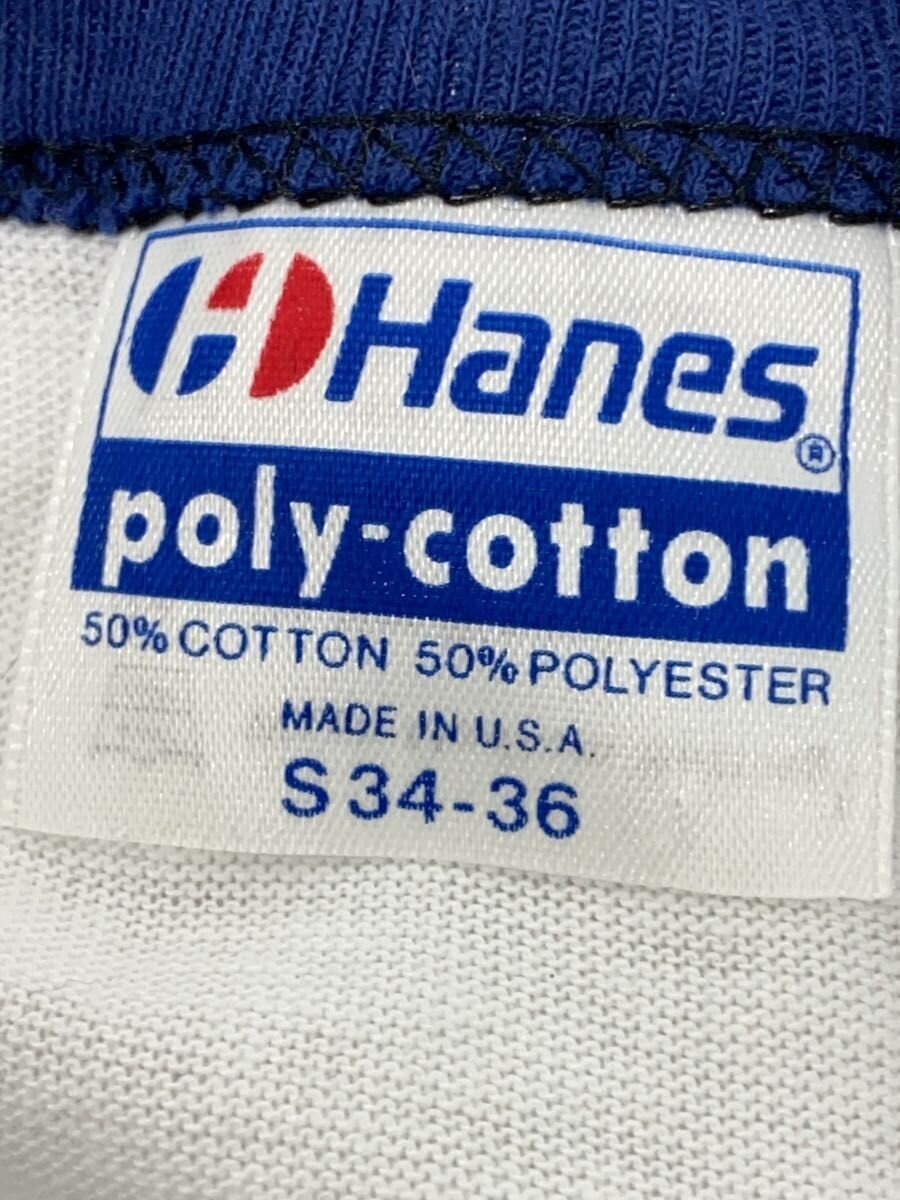 Hanes®
poly-cotton
50% COTTON 50% POLYESTER
MADE IN U.S.A.
S 34-36